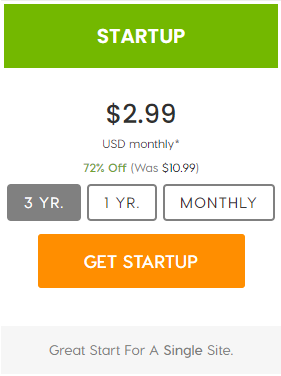 STARTUP
$2.99
USD monthly*
72% Off (Was $10.99)
3 YR. 1 YR. MONTHLY
GET STARTUP
Great Start For A Single Site.